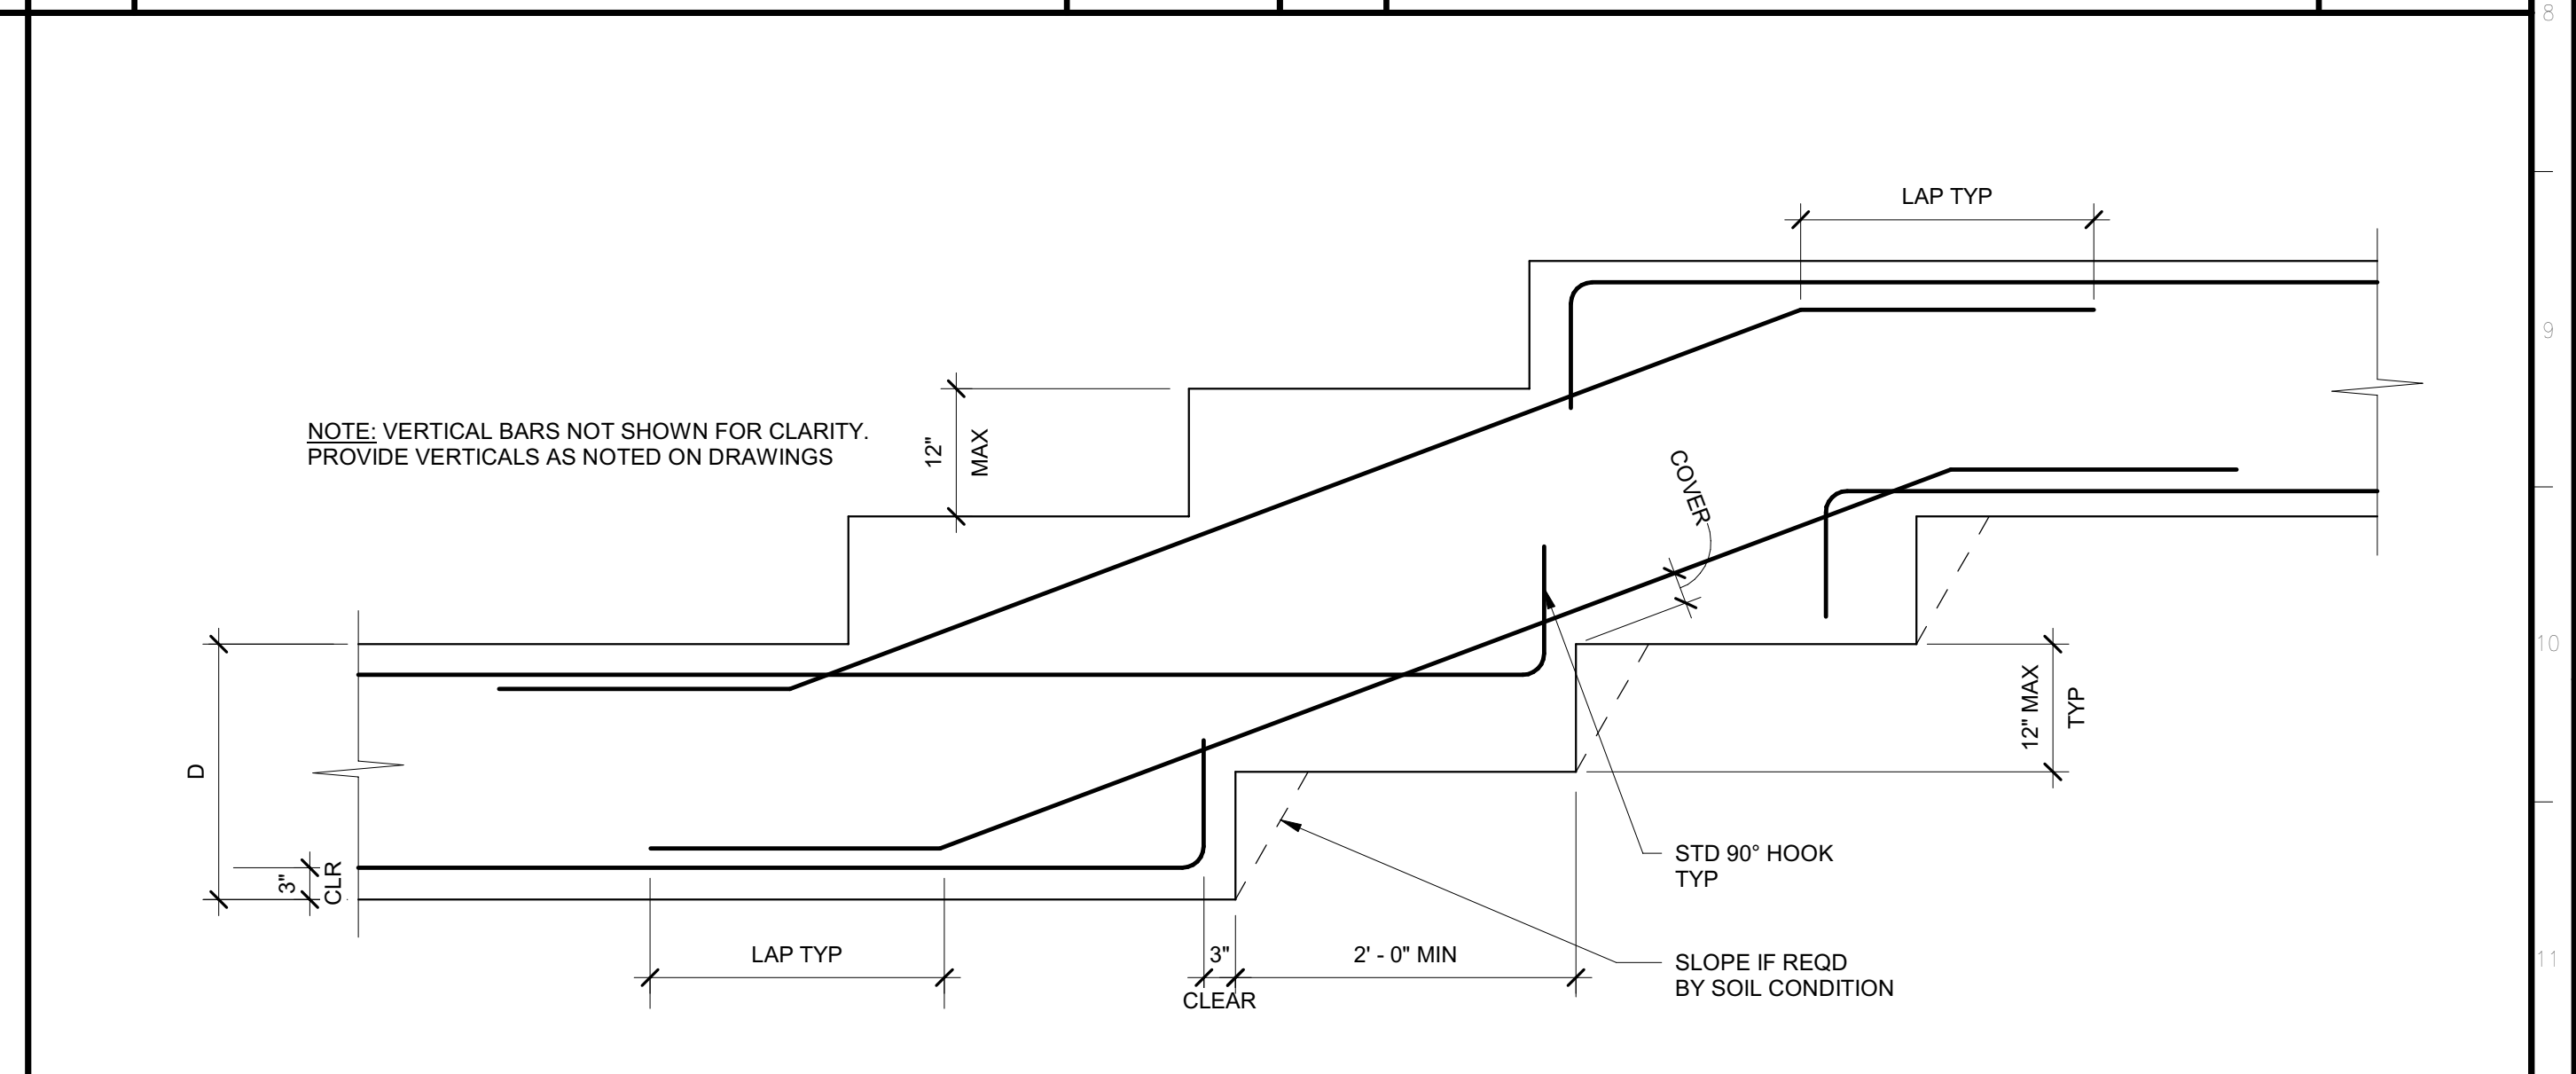 8
LAP TYP
9
NOTE: VERTICAL BARS NOT SHOWN FOR CLARITY.
PROVIDE VERTICALS AS NOTED ON DRAWINGS
12"
MAX
COVER
10
12" MAX
TYP
D
3"
CLR
STD 90° HOOK
TYP
LAP TYP
3"
CLEAR
2' - 0" MIN
SLOPE IF REQD
BY SOIL CONDITION
11